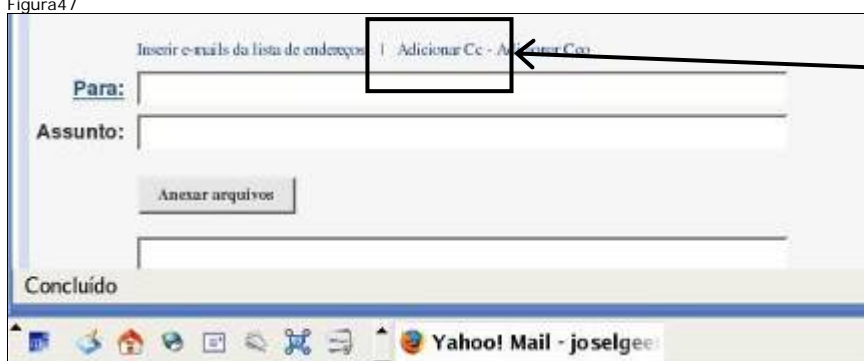 Figura47
Inserir e-mails da lista de endereços | Adicionar Cc - Adicionar Cco
Para:
Assunto:
Anexar arquivos
Concluído
Yahoo! Mail - joselgee